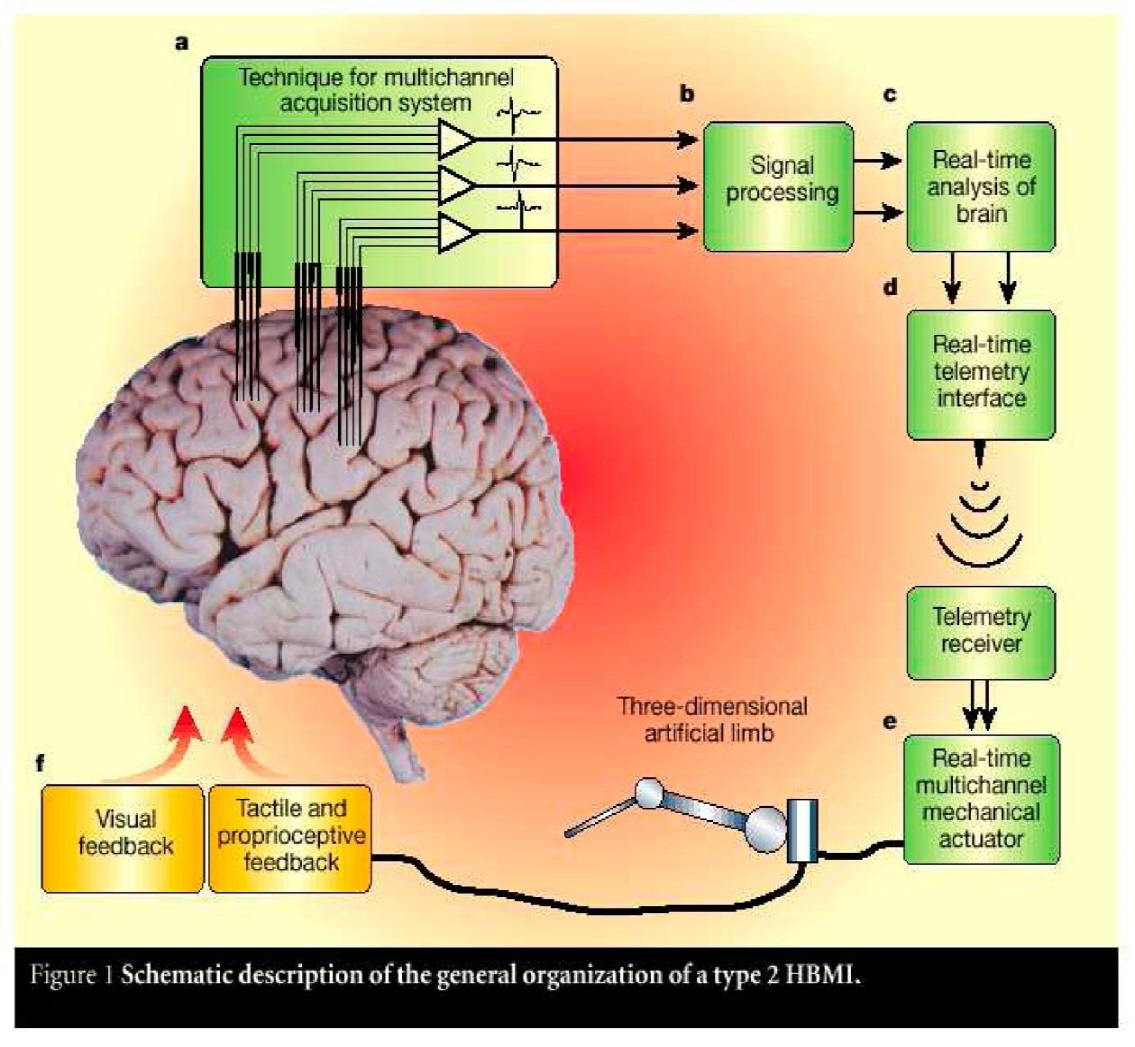 a
Technique for multichannel
acquisition system
b
Signal
processing
c
Real-time
analysis of
brain
d
Real-time
telemetry
interface
Telemetry
receiver
e
Real-time
multichannel
mechanical
actuator
Three-dimensional
artificial limb
f
Visual
feedback
Tactile and
proprioceptive
feedback
Figure 1 Schematic description of the general organization of a type 2 HBMI.